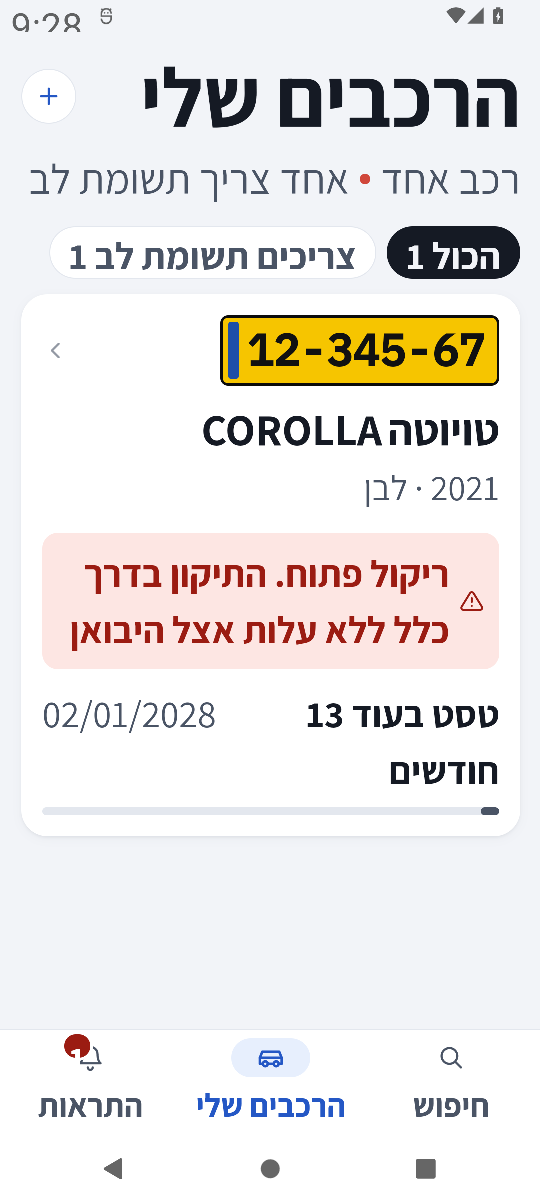 9:28
הרכבים שלי
רכב אחד • אחד צריך תשומת לב
הכול 1
צריכים תשומת לב 1
12-345-67
טויוטה COROLLA
2021 · לבן
ריקול פתוח. התיקון בדרך
כלל ללא עלות אצל היבואן
טסט בעוד 13
חודשים
02/01/2028
חיפוש
הרכבים שלי
1
התראות